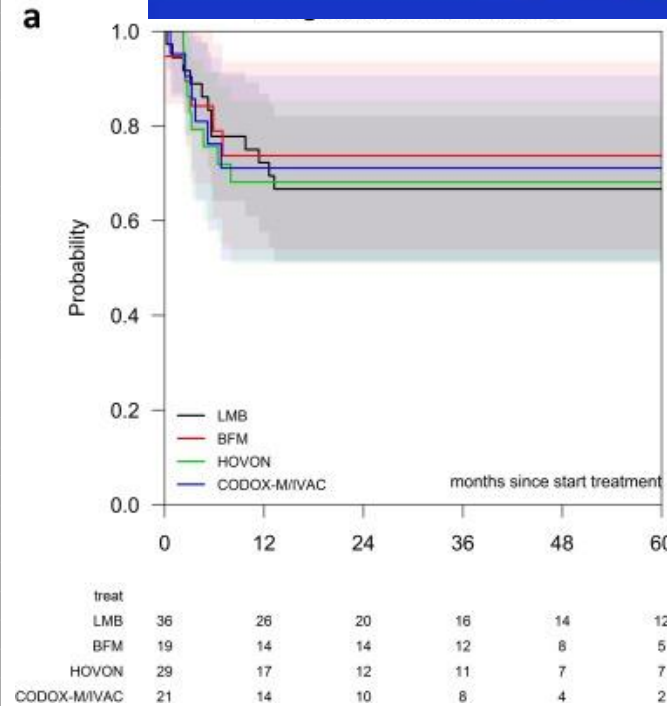 a
1.0
0.8
0.6
0.4
0.2
0.0
Probability
LMB
BFM
HOVON
CODOX-M/IVAC
months since start treatment
0 12 24 36 48 60
treat
LMB 36 26 20 16 14 12
BFM 19 14 14 12 8 5
HOVON 29 17 12 11 7 7
CODOX-M/IVAC 21 14 10 8 4 2